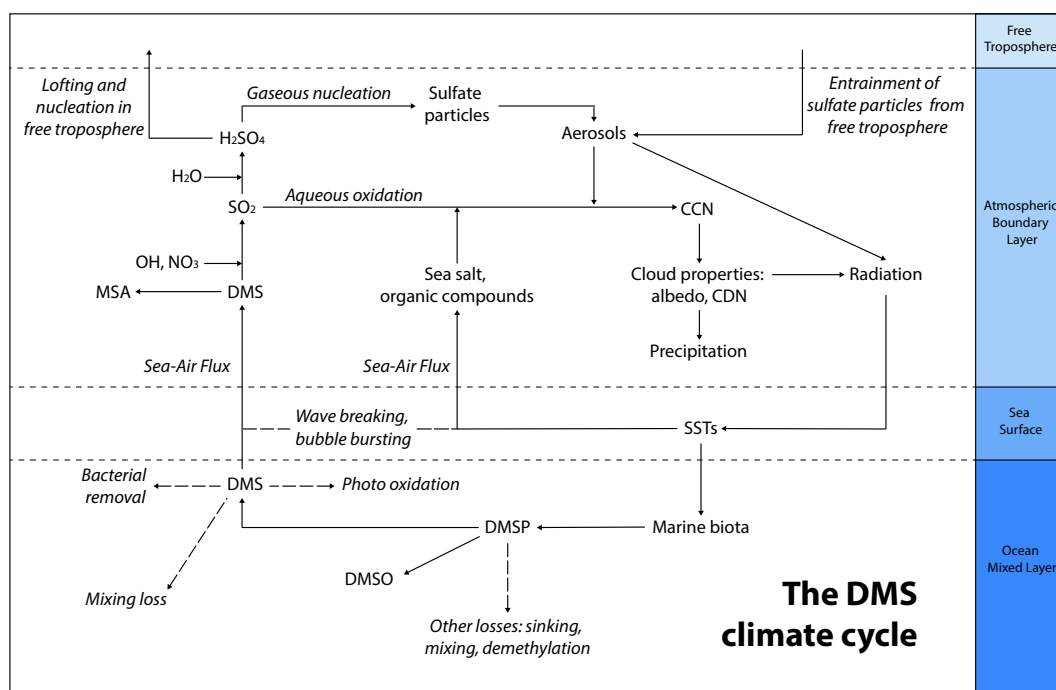 Free
Troposphere
Lofting and
nucleation in
free troposphere
Gaseous nucleation
Sulfate
particles
Entrainment of
sulfate particles from
free troposphere
H₂SO₄
Aerosols
H₂O
Aqueous oxidation
SO₂
CCN
Atmospheric
Boundary
Layer
OH, NO₃
Sea salt,
organic compounds
Cloud properties:
albedo, CDN
Radiation
MSA
DMS
Precipitation
Sea-Air Flux
Sea-Air Flux
Wave breaking,
bubble bursting
SSTs
Sea
Surface
Bacterial
removal
DMS
Photo oxidation
DMSP
Marine biota
DMSO
Ocean
Mixed Layer
Mixing loss
Other losses: sinking,
mixing, demethylation
The DMS
climate cycle